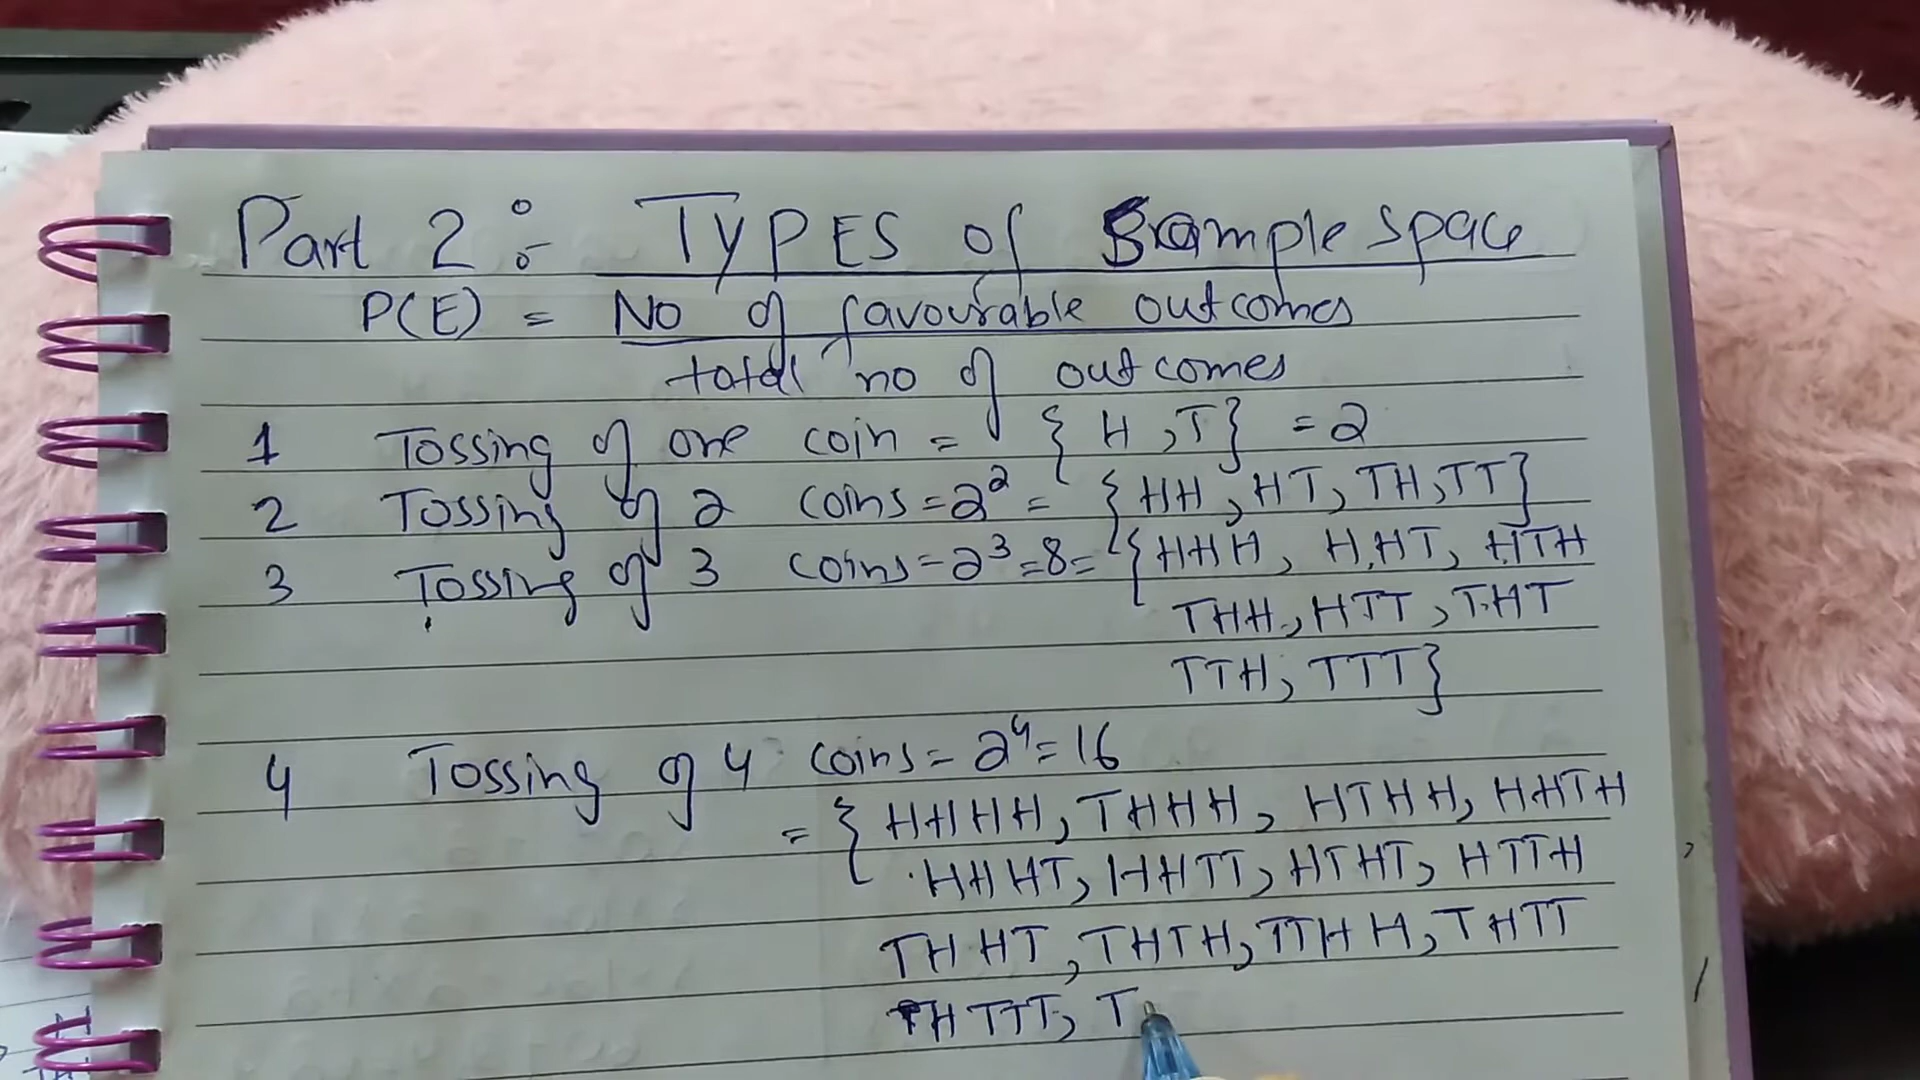 Part 2 : TYPES of Sample space
P(E) = No of favourable outcomes
total no of outcomes
1 Tossing of one coin = { H , T} = 2
2 Tossing of 2 coins = 2² = { HH , HT, TH, TT}
3 Tossing of 3 coins = 2³ = 8 = { HHH, HHT, HTH
THH, HTT, THT
TTH, TTT}
4 Tossing of 4 coins = 2⁴ = 16
= { HHHH, THHH, HTHH, HHTH
HHHT, HHTT, HTHT, HTTH
THHT, THTH, TTHH, THTT
HTTT, T